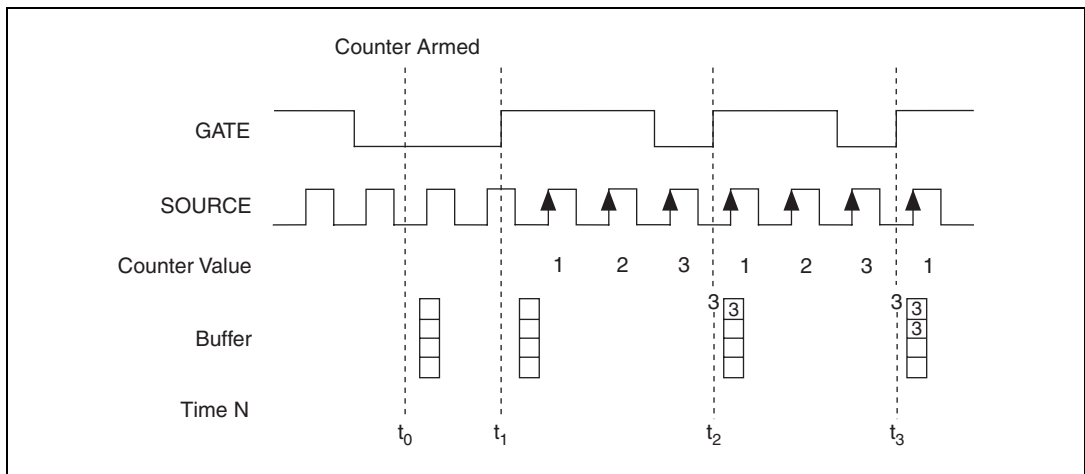 Counter Armed
GATE
SOURCE
Counter Value 1 2 3 1 2 3 1
3 3 3 3
3
Buffer
Time N
t0 t1 t2 t3